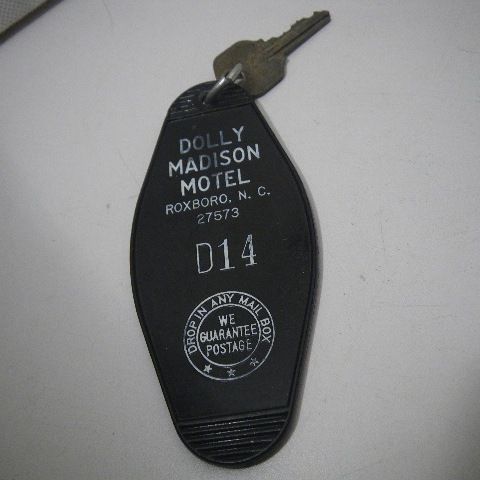 DOLLY
MADISON
MOTEL
ROXBORO, N. C.
27573
D14
DROP IN ANY MAIL BOX
WE
GUARANTEE
POSTAGE